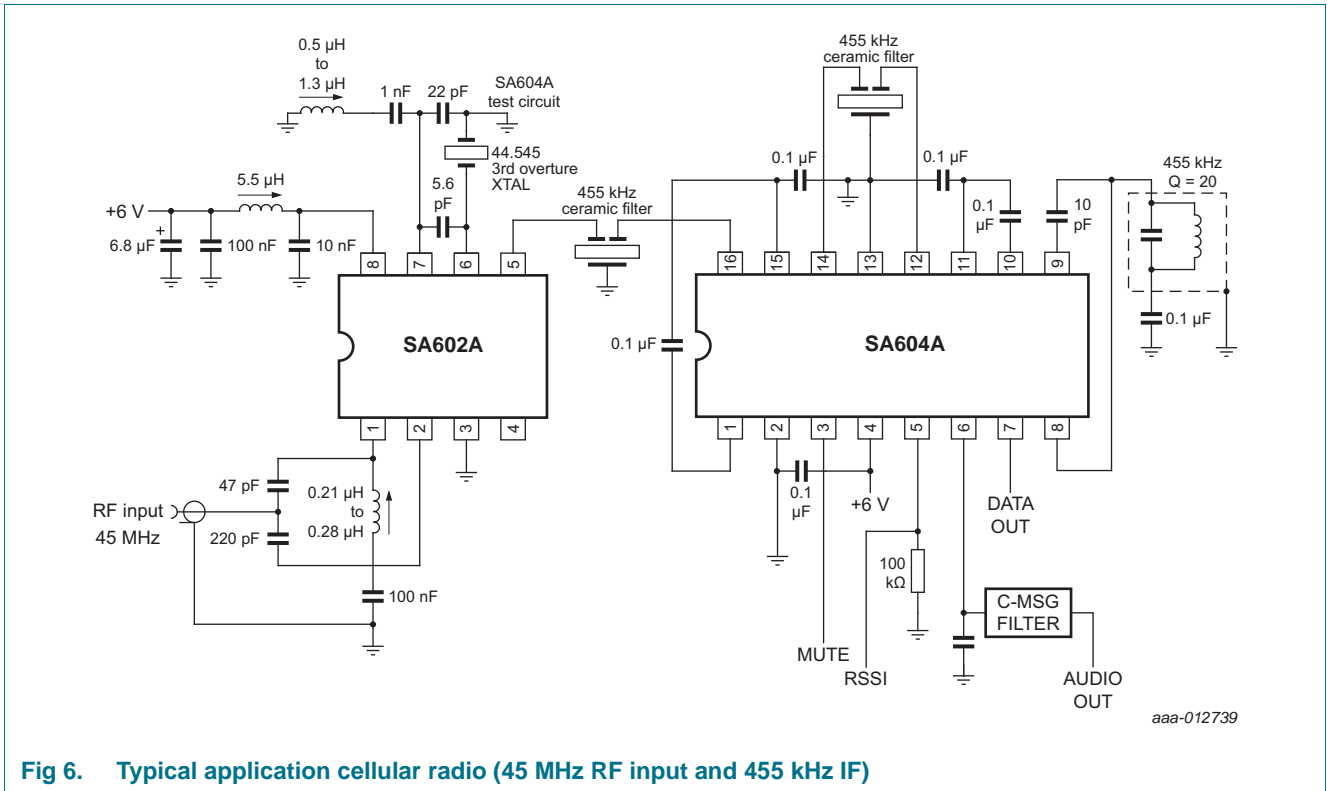 0.5 µH
to
1.3 µH
1 nF
22 pF
SA604A
test circuit
44.545
3rd overture
XTAL
5.6
pF
5.5 µH
+6 V
+
6.8 µF
100 nF
10 nF
455 kHz
ceramic filter
455 kHz
ceramic filter
0.1 µF
0.1 µF
0.1
µF
10
pF
455 kHz
Q = 20
0.1 µF
0.1 µF
8
7
6
5
SA602A
1
2
3
4
16
15
14
13
12
11
10
9
SA604A
1
2
3
4
5
6
7
8
47 pF
220 pF
0.21 µH
to
0.28 µH
RF input
45 MHz
100 nF
0.1
µF
+6 V
100
kΩ
DATA
OUT
C-MSG
FILTER
MUTE
RSSI
AUDIO
OUT
aaa-012739
Fig 6. Typical application cellular radio (45 MHz RF input and 455 kHz IF)